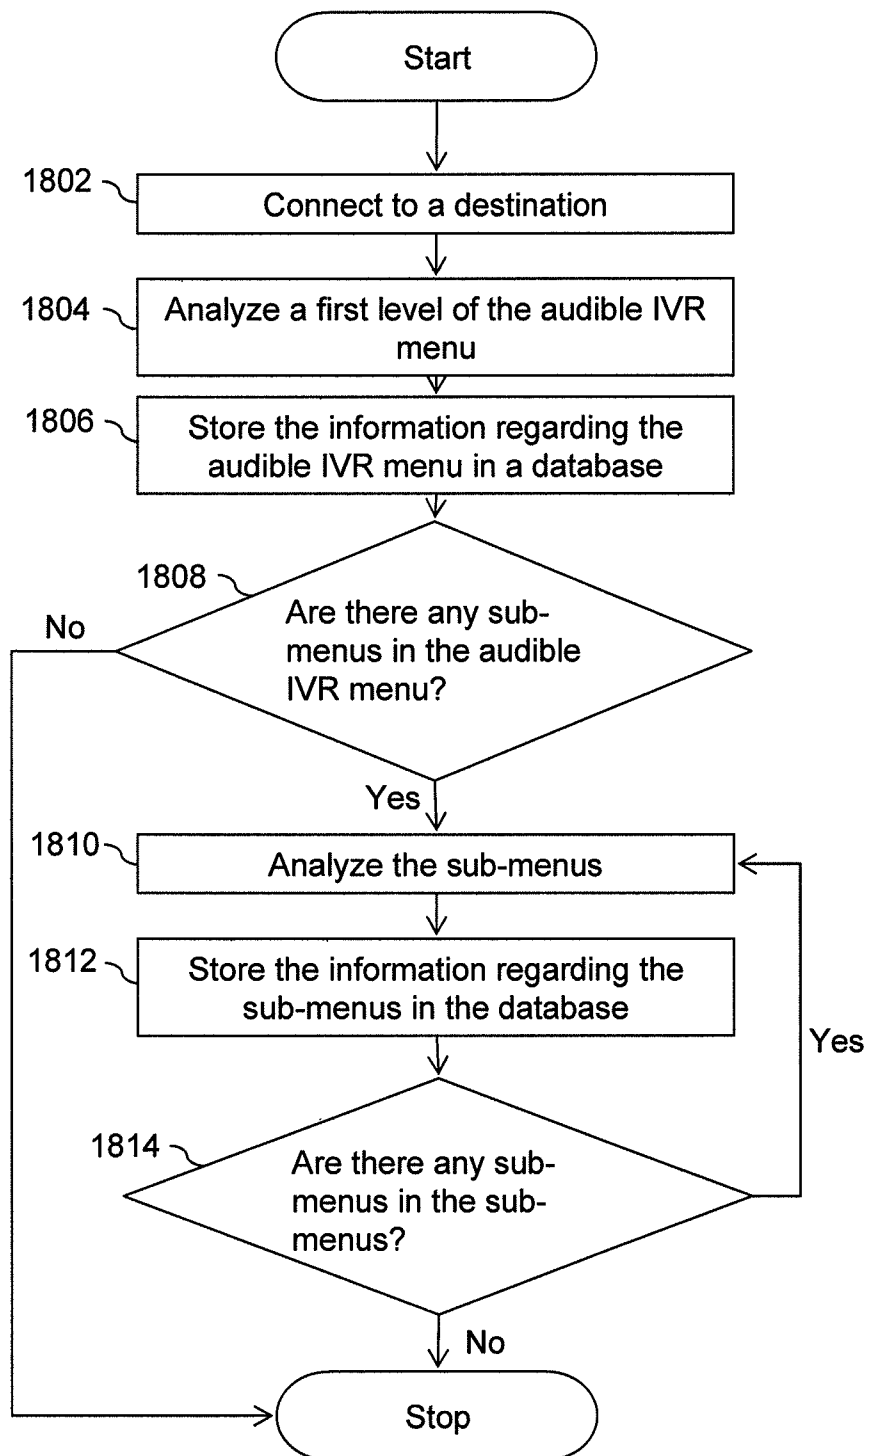 Start
1802
Connect to a destination
1804
Analyze a first level of the audible IVR
menu
1806
Store the information regarding the
audible IVR menu in a database
1808
Are there any sub-
menus in the audible
IVR menu?
No
Yes
1810
Analyze the sub-menus
1812
Store the information regarding the
sub-menus in the database
Yes
1814
Are there any sub-
menus in the sub-
menus?
No
Stop